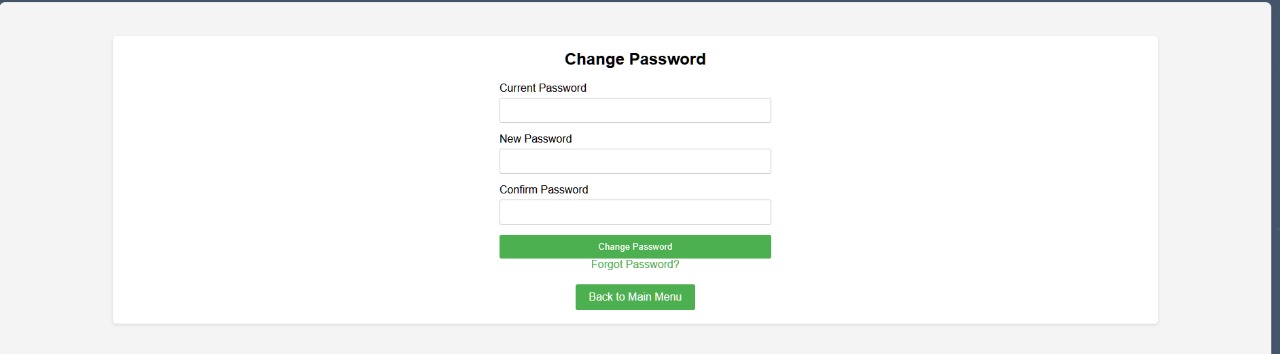 Change Password
Current Password
New Password
Confirm Password
Change Password
Forgot Password?
Back to Main Menu